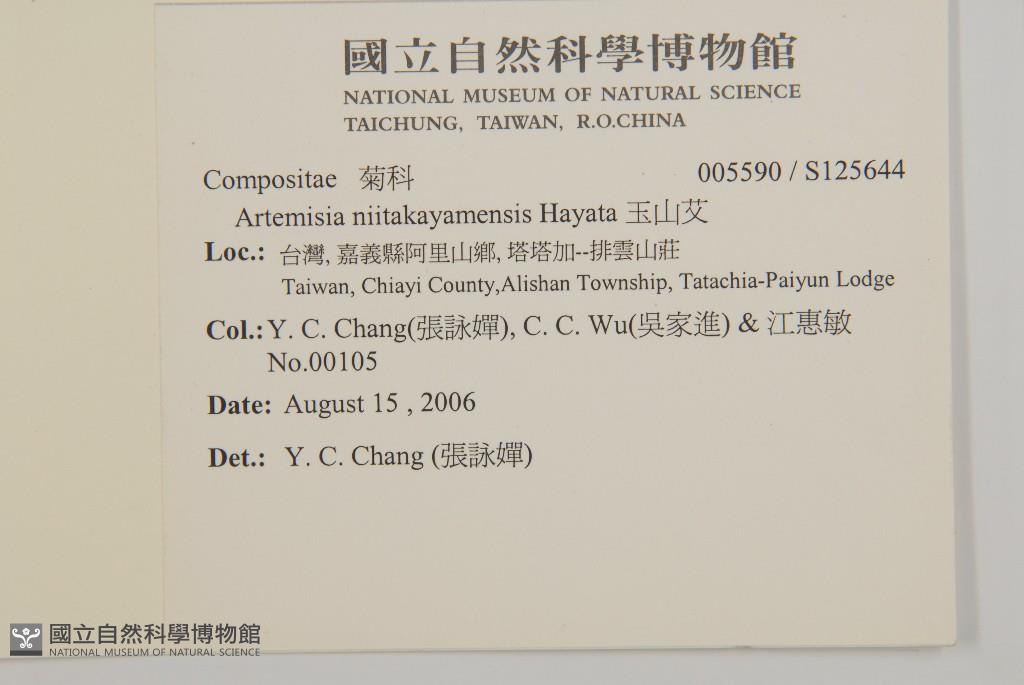 國立自然科學博物館
NATIONAL MUSEUM OF NATURAL SCIENCE
TAICHUNG, TAIWAN, R.O.CHINA
Compositae 菊科 005590 / S125644
Artemisia niitakayamensis Hayata 玉山艾
Loc.: 台灣, 嘉義縣阿里山鄉, 塔塔加--排雲山莊
Taiwan, Chiayi County,Alishan Township, Tatachia-Paiyun Lodge
Col.: Y. C. Chang(張詠嬋), C. C. Wu(吳家進) & 江惠敏
No.00105
Date: August 15 , 2006
Det.: Y. C. Chang (張詠嬋)
國立自然科學博物館
NATIONAL MUSEUM OF NATURAL SCIENCE